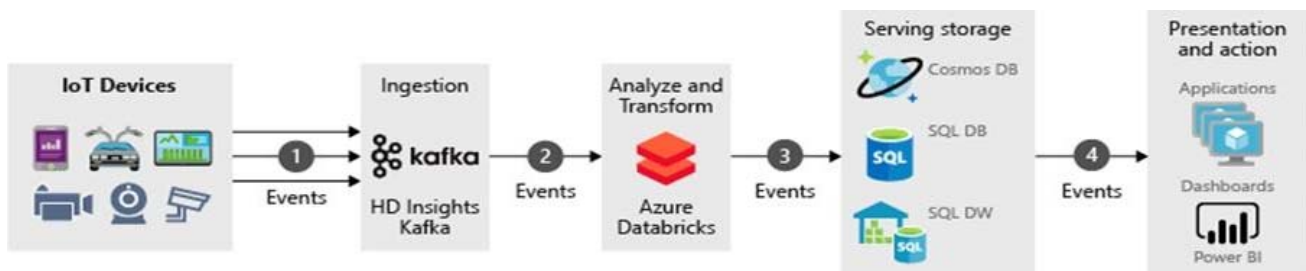 IoT Devices
1
Events
Ingestion
kafka
HD Insights
Kafka
2
Events
Analyze and
Transform
Azure
Databricks
3
Events
Serving storage
Cosmos DB
SQL DB
SQL
SQL DW
SQL
4
Events
Presentation
and action
Applications
Dashboards
Power BI